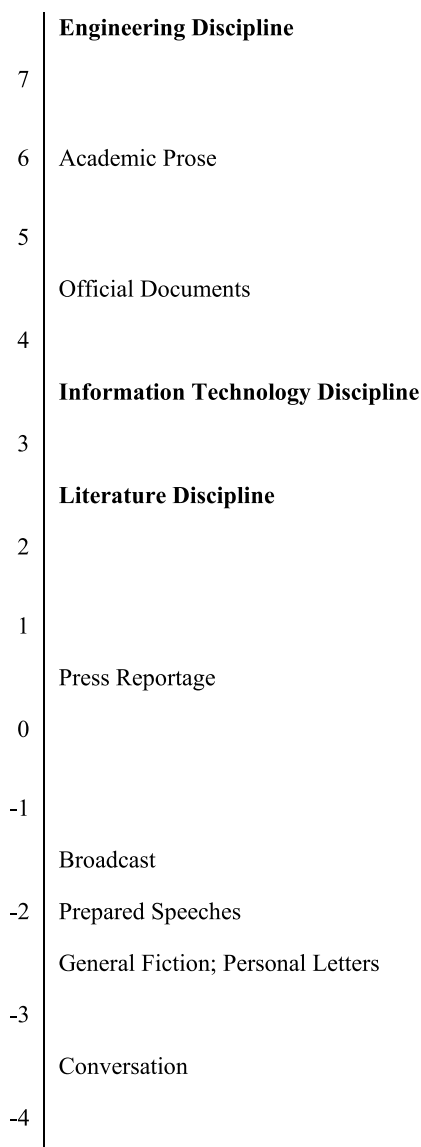 Engineering Discipline
7
6 Academic Prose
5
Official Documents
4
Information Technology Discipline
3
Literature Discipline
2
1
Press Reportage
0
-1
Broadcast
-2 Prepared Speeches
General Fiction; Personal Letters
-3
Conversation
-4